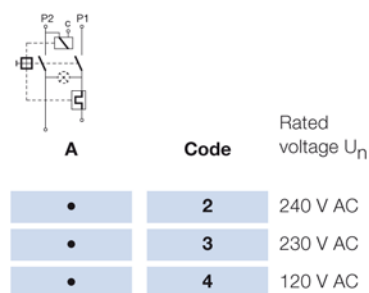 P2 c P1
Rated
A Code voltage Un
• 2 240 V AC
• 3 230 V AC
• 4 120 V AC